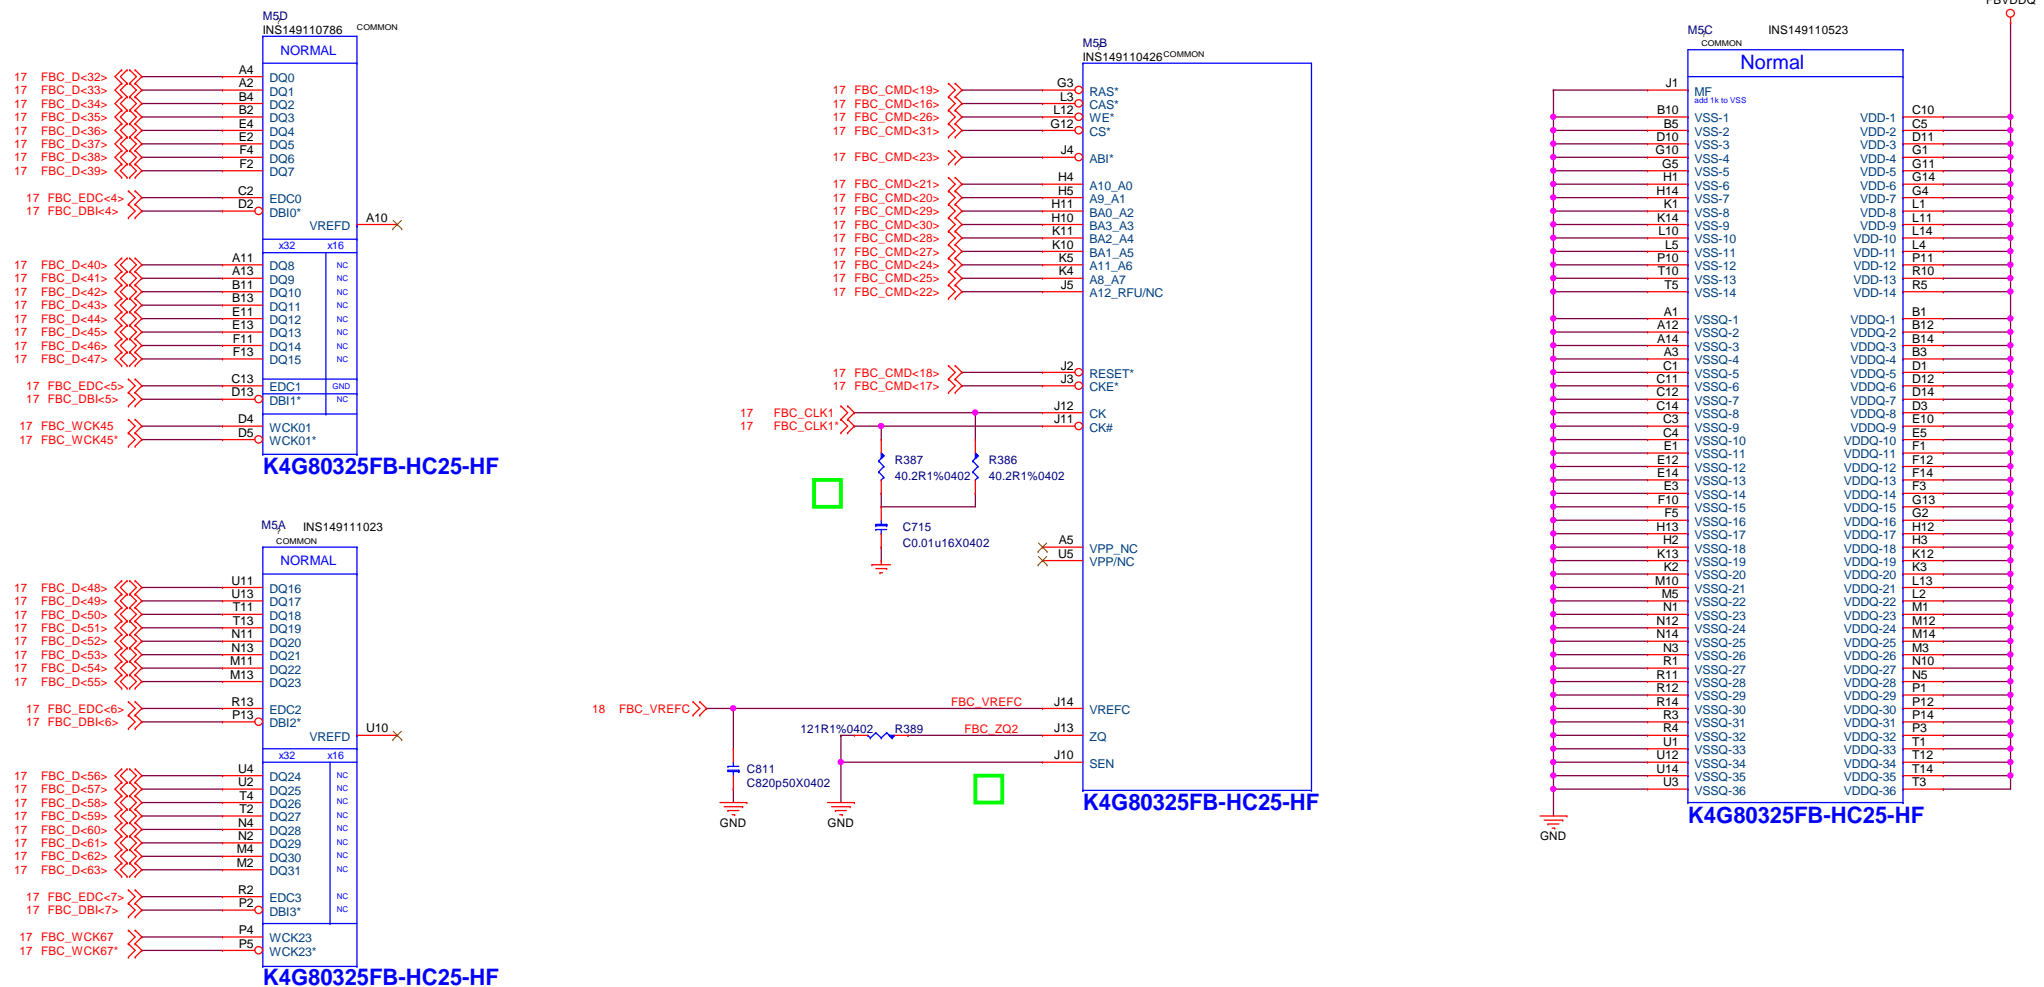 M5D
INS149110786 COMMON
NORMAL
17 FBC_D<32> A4 DQ0
17 FBC_D<33> A2 DQ1
17 FBC_D<34> B4 DQ2
17 FBC_D<35> B2 DQ3
17 FBC_D<36> E4 DQ4
17 FBC_D<37> E2 DQ5
17 FBC_D<38> F4 DQ6
17 FBC_D<39> F2 DQ7
17 FBC_EDC<4> C2 EDC0
17 FBC_DBI<4> D2 DBI0*
VREFD A10
x32 x16
17 FBC_D<40> A11 DQ8 NC
17 FBC_D<41> A13 DQ9 NC
17 FBC_D<42> B11 DQ10 NC
17 FBC_D<43> B13 DQ11 NC
17 FBC_D<44> E11 DQ12 NC
17 FBC_D<45> E13 DQ13 NC
17 FBC_D<46> F11 DQ14 NC
17 FBC_D<47> F13 DQ15 NC
17 FBC_EDC<5> C13 EDC1 GND
17 FBC_DBI<5> D13 DBI1* NC
17 FBC_WCK45 D4 WCK01
17 FBC_WCK45* D5 WCK01*
K4G80325FB-HC25-HF
M5A INS149111023
COMMON
NORMAL
17 FBC_D<48> U11 DQ16
17 FBC_D<49> U13 DQ17
17 FBC_D<50> T11 DQ18
17 FBC_D<51> T13 DQ19
17 FBC_D<52> N11 DQ20
17 FBC_D<53> N13 DQ21
17 FBC_D<54> M11 DQ22
17 FBC_D<55> M13 DQ23
17 FBC_EDC<6> R13 EDC2
17 FBC_DBI<6> P13 DBI2*
VREFD U10
x32 x16
17 FBC_D<56> U4 DQ24 NC
17 FBC_D<57> U2 DQ25 NC
17 FBC_D<58> T4 DQ26 NC
17 FBC_D<59> T2 DQ27 NC
17 FBC_D<60> N4 DQ28 NC
17 FBC_D<61> N2 DQ29 NC
17 FBC_D<62> M4 DQ30 NC
17 FBC_D<63> M2 DQ31 NC
17 FBC_EDC<7> R2 EDC3 NC
17 FBC_DBI<7> P2 DBI3* NC
17 FBC_WCK67 P4 WCK23
17 FBC_WCK67* P5 WCK23*
K4G80325FB-HC25-HF
M5B
INS149110426 COMMON
17 FBC_CMD<19> G3 RAS*
17 FBC_CMD<16> L3 CAS*
17 FBC_CMD<26> L12 WE*
17 FBC_CMD<31> G12 CS*
17 FBC_CMD<23> J4 ABI*
17 FBC_CMD<21> H4 A10_A0
17 FBC_CMD<20> H5 A9_A1
17 FBC_CMD<29> H11 BA0_A2
17 FBC_CMD<30> H10 BA3_A3
17 FBC_CMD<28> K11 BA2_A4
17 FBC_CMD<27> K10 BA1_A5
17 FBC_CMD<24> K5 A11_A6
17 FBC_CMD<25> K4 A8_A7
17 FBC_CMD<22> J5 A12_RFU/NC
17 FBC_CMD<18> J2 RESET*
17 FBC_CMD<17> J3 CKE*
17 FBC_CLK1 J12 CK
17 FBC_CLK1* J11 CK#
R387 R386
40.2R1%0402 40.2R1%0402
C715
C0.01u16X0402
A5 VPP_NC
U5 VPP/NC
18 FBC_VREFC FBC_VREFC J14 VREFC
121R1%0402 R389 FBC_ZQ2 J13 ZQ
J10 SEN
C811
C820p50X0402
GND GND
K4G80325FB-HC25-HF
FBVDDQ
M5C INS149110523
COMMON
Normal
J1 MF
add 1k to VSS
B10 VSS-1 VDD-1 C10
B5 VSS-2 VDD-2 C5
D10 VSS-3 VDD-3 D11
G10 VSS-4 VDD-4 G1
G5 VSS-5 VDD-5 G11
H1 VSS-6 VDD-6 G14
H14 VSS-7 VDD-7 G4
K1 VSS-8 VDD-8 L1
K14 VSS-9 VDD-9 L11
L10 VSS-10 VDD-10 L14
L5 VSS-11 VDD-11 L4
P10 VSS-12 VDD-12 P11
T10 VSS-13 VDD-13 R10
T5 VSS-14 VDD-14 R5
A1 VSSQ-1 VDDQ-1 B1
A12 VSSQ-2 VDDQ-2 B12
A14 VSSQ-3 VDDQ-3 B14
A3 VSSQ-4 VDDQ-4 B3
C1 VSSQ-5 VDDQ-5 D1
C11 VSSQ-6 VDDQ-6 D12
C12 VSSQ-7 VDDQ-7 D14
C14 VSSQ-8 VDDQ-8 D3
C3 VSSQ-9 VDDQ-9 E10
C4 VSSQ-10 VDDQ-10 E5
E1 VSSQ-11 VDDQ-11 F1
E12 VSSQ-12 VDDQ-12 F12
E14 VSSQ-13 VDDQ-13 F14
E3 VSSQ-14 VDDQ-14 F3
F10 VSSQ-15 VDDQ-15 G13
F5 VSSQ-16 VDDQ-16 G2
H13 VSSQ-17 VDDQ-17 H12
H2 VSSQ-18 VDDQ-18 H3
K13 VSSQ-19 VDDQ-19 K12
K2 VSSQ-20 VDDQ-20 K3
M10 VSSQ-21 VDDQ-21 L13
M5 VSSQ-22 VDDQ-22 L2
N1 VSSQ-23 VDDQ-23 M1
N12 VSSQ-24 VDDQ-24 M12
N14 VSSQ-25 VDDQ-25 M14
N3 VSSQ-26 VDDQ-26 M3
R1 VSSQ-27 VDDQ-27 N10
R11 VSSQ-28 VDDQ-28 N5
R12 VSSQ-29 VDDQ-29 P1
R14 VSSQ-30 VDDQ-30 P12
R3 VSSQ-31 VDDQ-31 P14
R4 VSSQ-32 VDDQ-32 P3
U1 VSSQ-33 VDDQ-33 T1
U12 VSSQ-34 VDDQ-34 T12
U14 VSSQ-35 VDDQ-35 T14
U3 VSSQ-36 VDDQ-36 T3
K4G80325FB-HC25-HF
GND